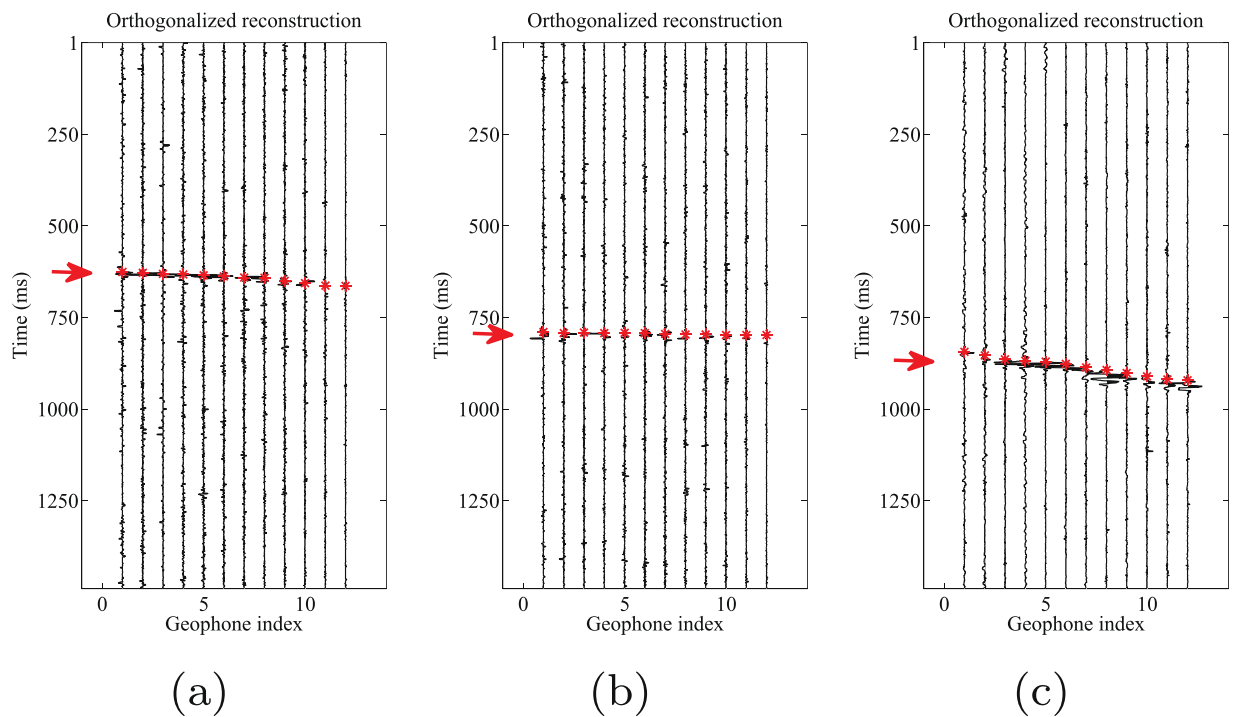 Orthogonalized reconstruction
1
250
500
750
1000
1250
Time (ms)
0 5 10
Geophone index
(a)
Orthogonalized reconstruction
1
250
500
750
1000
1250
Time (ms)
0 5 10
Geophone index
(b)
Orthogonalized reconstruction
1
250
500
750
1000
1250
Time (ms)
0 5 10
Geophone index
(c)